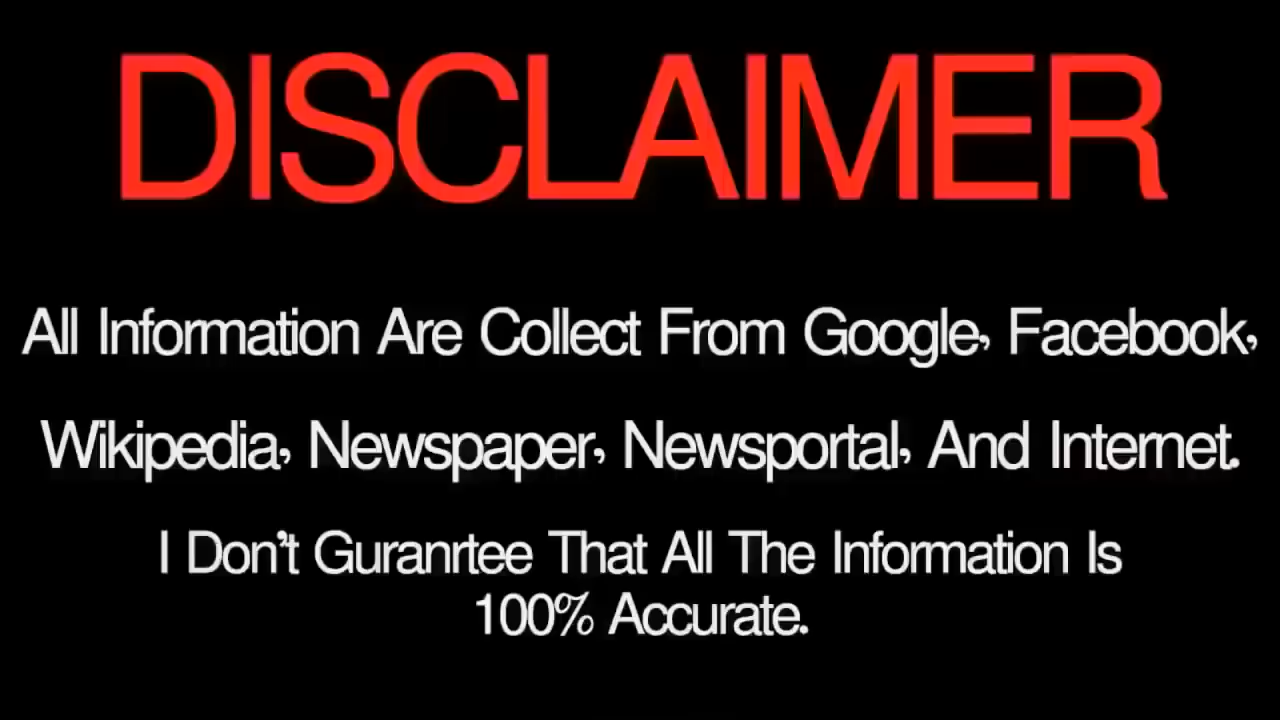 DISCLAIMER
All Information Are Collect From Google, Facebook,
Wikipedia, Newspaper, Newsportal, And Internet.
I Don't Guranrtee That All The Information Is
100% Accurate.